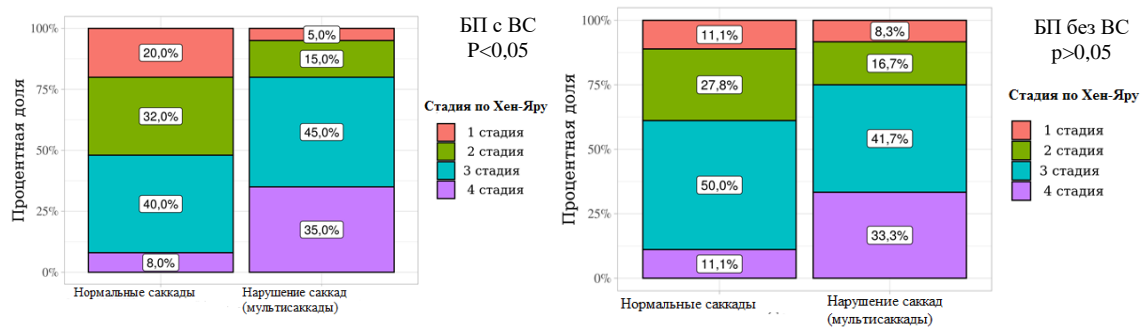 БП с ВС
P<0,05
Процентная доля
100%
75%
50%
25%
0%
20,0%
32,0%
40,0%
8,0%
5,0%
15,0%
45,0%
35,0%
Нормальные саккады
Нарушение саккад
(мультисаккады)
Стадия по Хен-Яру
1 стадия
2 стадия
3 стадия
4 стадия
БП без ВС
p>0,05
Процентная доля
100%
75%
50%
25%
0%
11,1%
27,8%
50,0%
11,1%
8,3%
16,7%
41,7%
33,3%
Нормальные саккады
Нарушение саккад
(мультисаккады)
Стадия по Хен-Яру
1 стадия
2 стадия
3 стадия
4 стадия